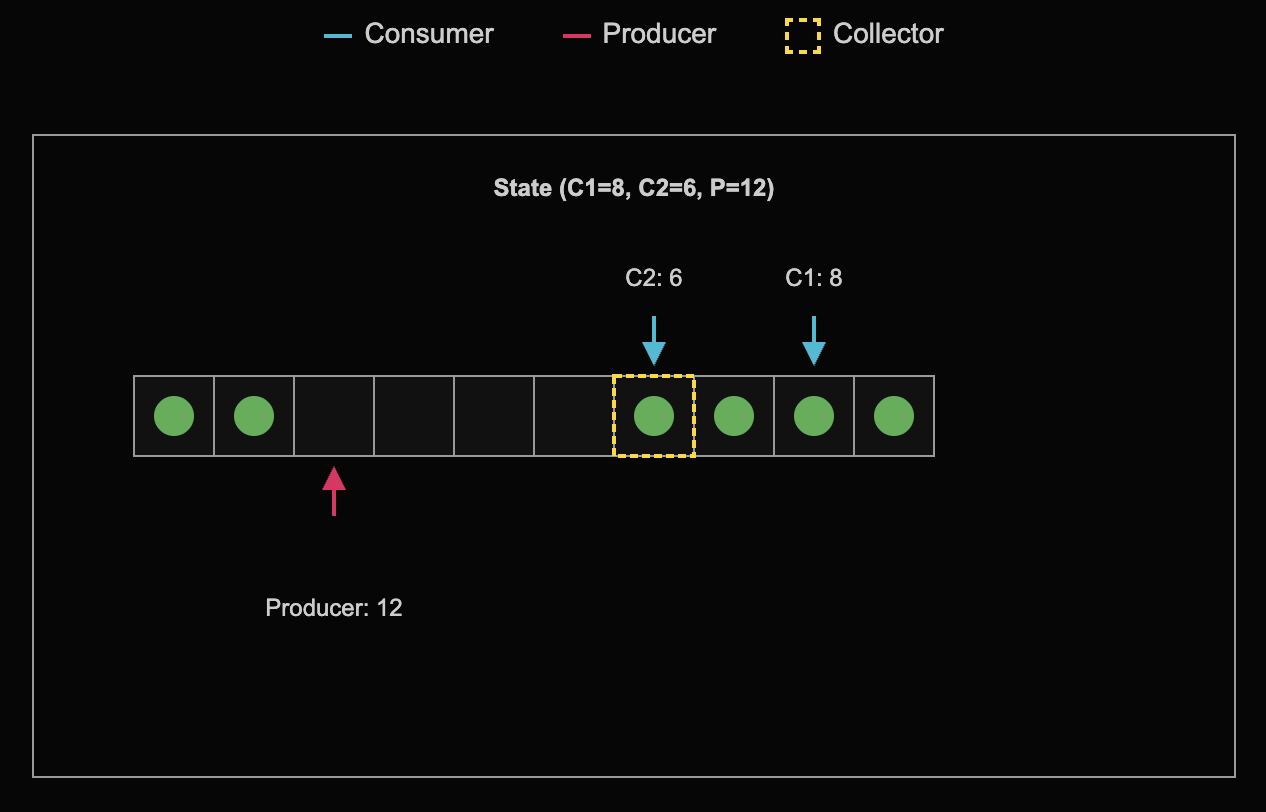 Consumer Producer Collector
State (C1=8, C2=6, P=12)
C2: 6 C1: 8
Producer: 12